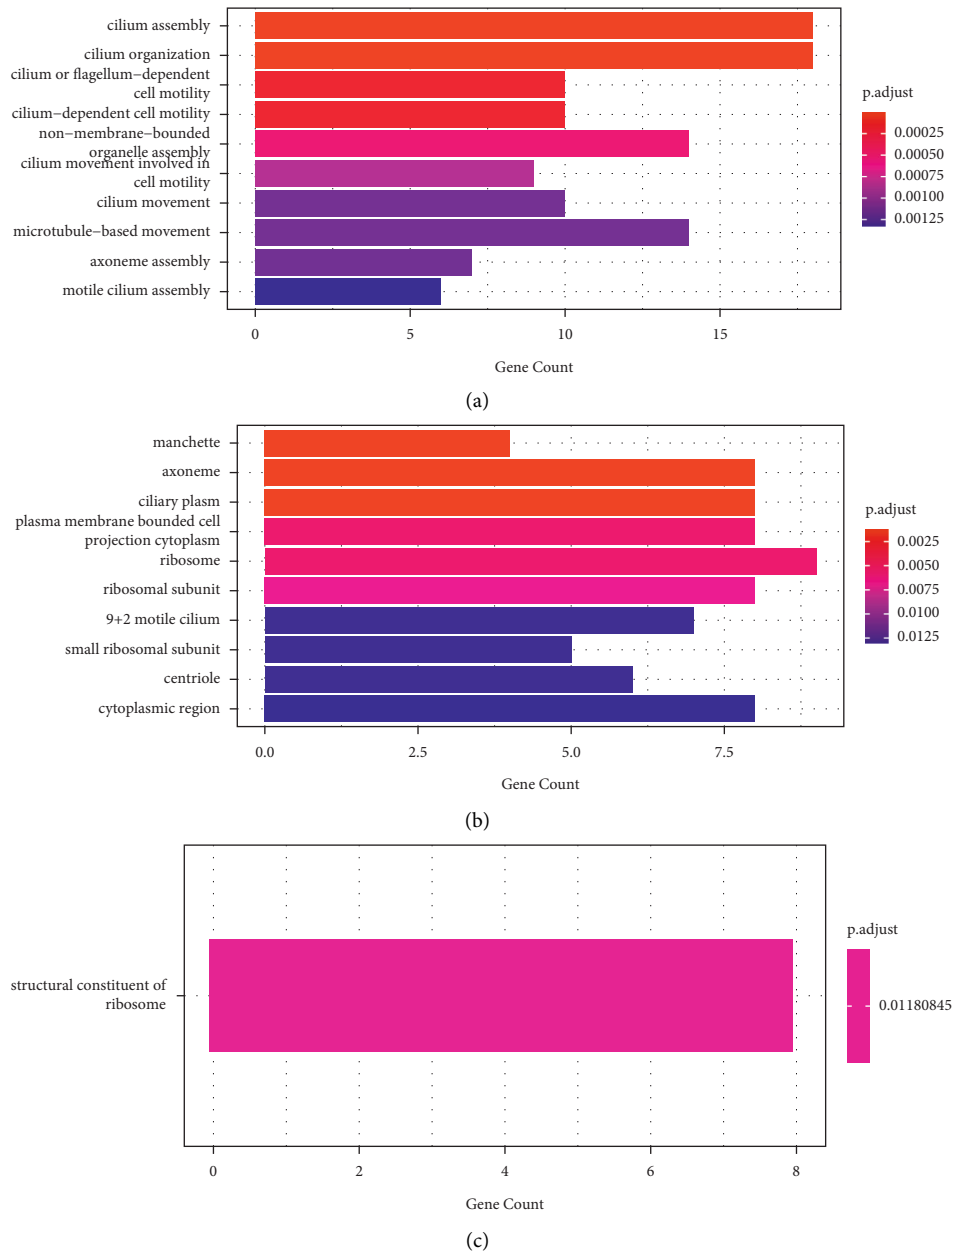 cilium assembly
cilium organization
cilium or flagellum−dependent
cell motility
cilium−dependent cell motility
non−membrane−bounded
organelle assembly
cilium movement involved in
cell motility
cilium movement
microtubule−based movement
axoneme assembly
motile cilium assembly
0 5 10 15
Gene Count
p.adjust
0.00025
0.00050
0.00075
0.00100
0.00125
(a)
manchette
axoneme
ciliary plasm
plasma membrane bounded cell
projection cytoplasm
ribosome
ribosomal subunit
9+2 motile cilium
small ribosomal subunit
centriole
cytoplasmic region
0.0 2.5 5.0 7.5
Gene Count
p.adjust
0.0025
0.0050
0.0075
0.0100
0.0125
(b)
structural constituent of
ribosome
0 2 4 6 8
Gene Count
p.adjust
0.01180845
(c)